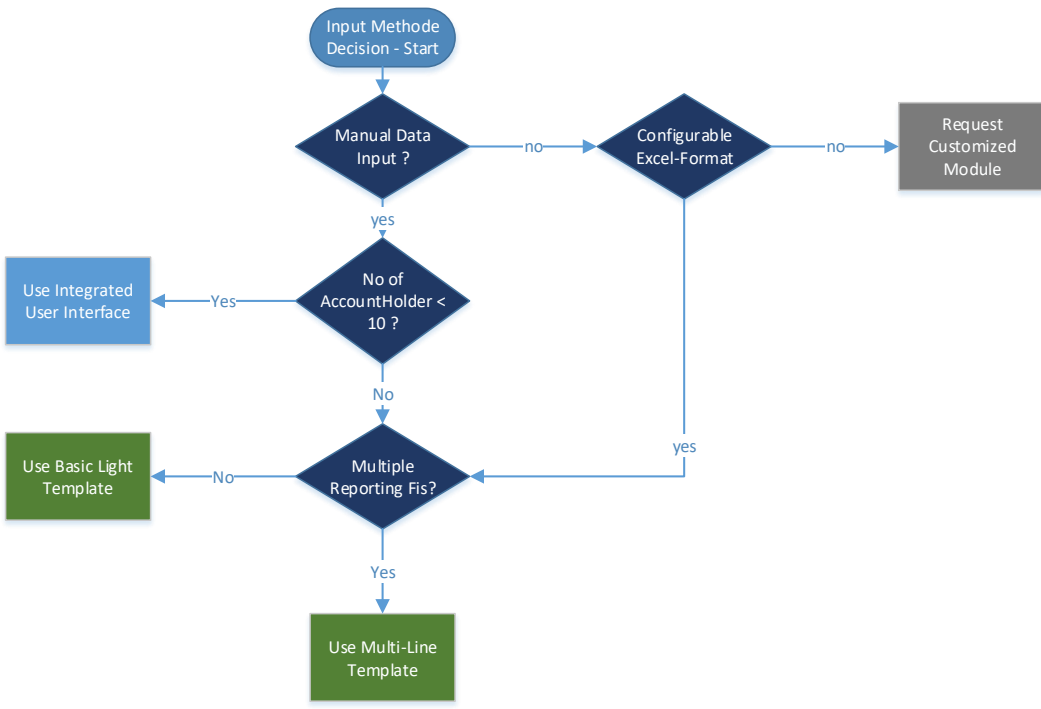 Input Methode
Decision - Start
Manual Data
Input ?
no
Configurable
Excel-Format
no
Request
Customized
Module
yes
No of
AccountHolder <
10 ?
Yes
Use Integrated
User Interface
No
yes
Multiple
Reporting Fis?
No
Use Basic Light
Template
Yes
Use Multi-Line
Template